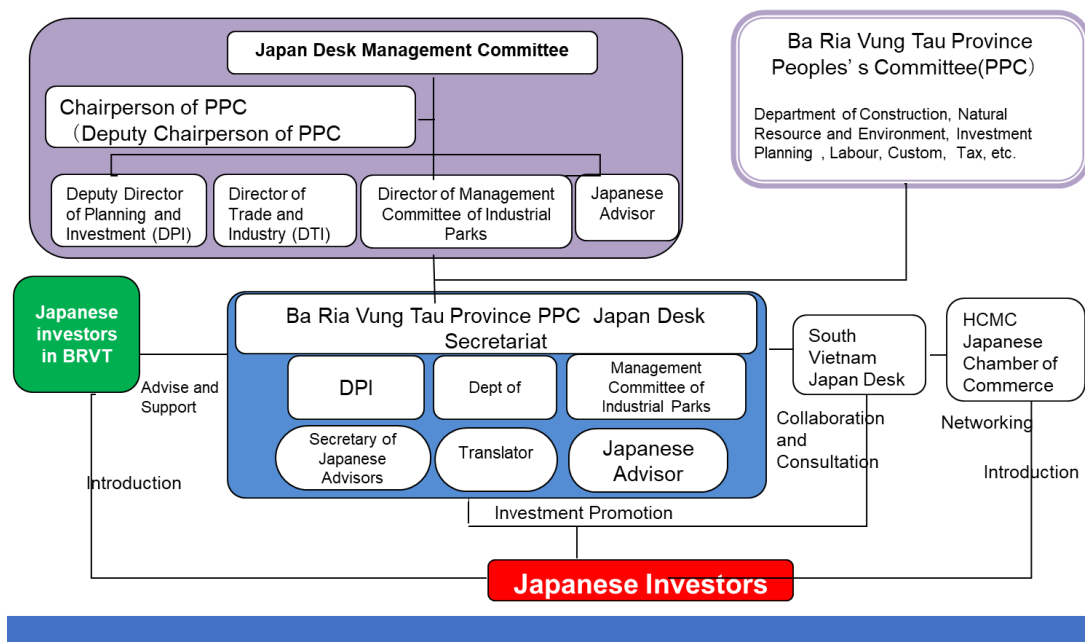 Japan Desk Management Committee
Chairperson of PPC
（Deputy Chairperson of PPC
Deputy Director
of Planning and
Investment (DPI)
Director of
Trade and
Industry (DTI)
Director of Management
Committee of Industrial
Parks
Japanese
Advisor
Ba Ria Vung Tau Province
Peoples' s Committee(PPC）
Department of Construction, Natural
Resource and Environment, Investment
Planning , Labour, Custom, Tax, etc.
Japanese
investors
in BRVT
Advise and
Support
Introduction
Ba Ria Vung Tau Province PPC Japan Desk
Secretariat
DPI
Dept of
Management
Committee of
Industrial Parks
Secretary of
Japanese
Advisors
Translator
Japanese
Advisor
South
Vietnam
Japan Desk
HCMC
Japanese
Chamber of
Commerce
Collaboration
and
Consultation
Networking
Introduction
Investment Promotion
Japanese Investors